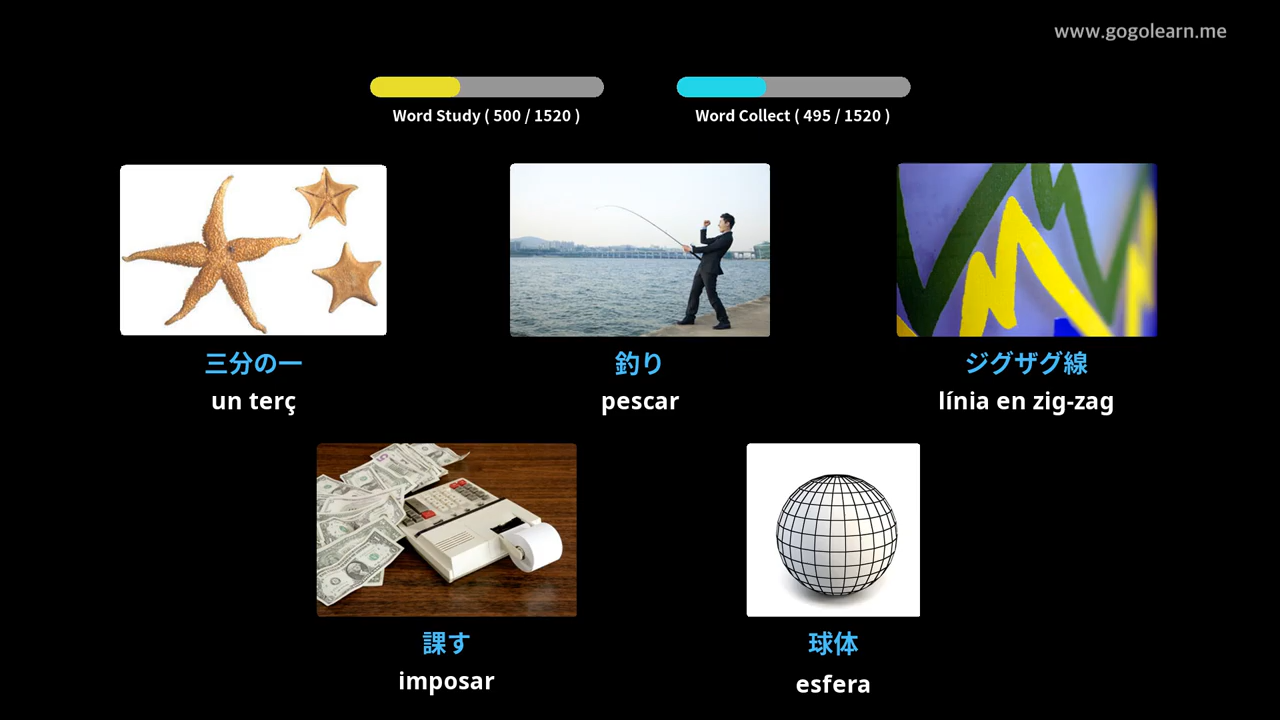 www.gogolearn.me
Word Study ( 500 / 1520 )
Word Collect ( 495 / 1520 )
三分の一
un terç
釣り
pescar
ジグザグ線
línia en zig-zag
課す
imposar
球体
esfera